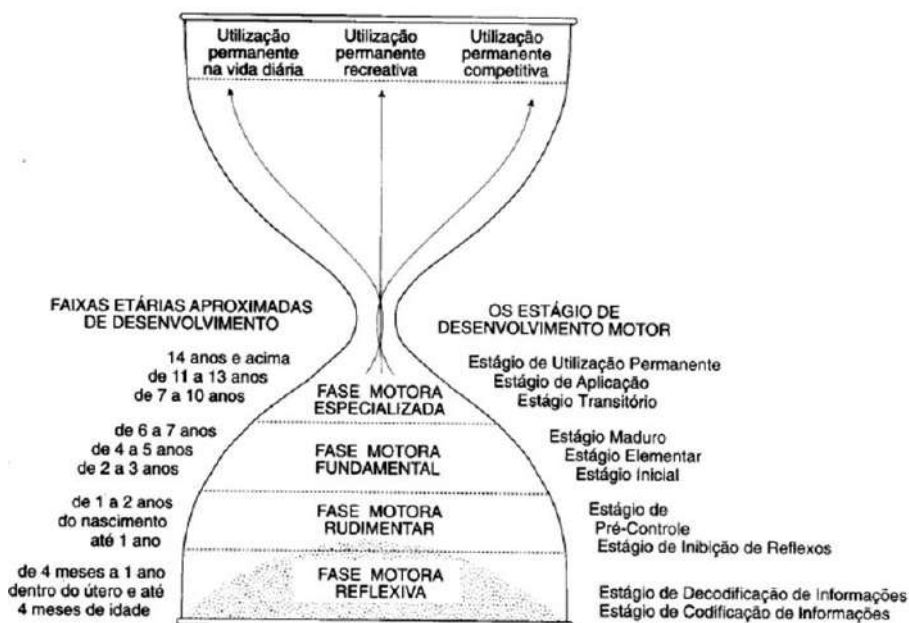 Utilização
permanente
na vida diária
Utilização
permanente
recreativa
Utilização
permanente
competitiva
FAIXAS ETÁRIAS APROXIMADAS
DE DESENVOLVIMENTO
OS ESTÁGIO DE
DESENVOLVIMENTO MOTOR
14 anos e acima
de 11 a 13 anos
de 7 a 10 anos
FASE MOTORA
ESPECIALIZADA
Estágio de Utilização Permanente
Estágio de Aplicação
Estágio Transitório
de 6 a 7 anos
de 4 a 5 anos
de 2 a 3 anos
FASE MOTORA
FUNDAMENTAL
Estágio Maduro
Estágio Elementar
Estágio Inicial
de 1 a 2 anos
do nascimento
até 1 ano
FASE MOTORA
RUDIMENTAR
Estágio de
Pré-Controle
Estágio de Inibição de Reflexos
de 4 meses a 1 ano
dentro do útero e até
4 meses de idade
FASE MOTORA
REFLEXIVA
Estágio de Decodificação de Informações
Estágio de Codificação de Informações